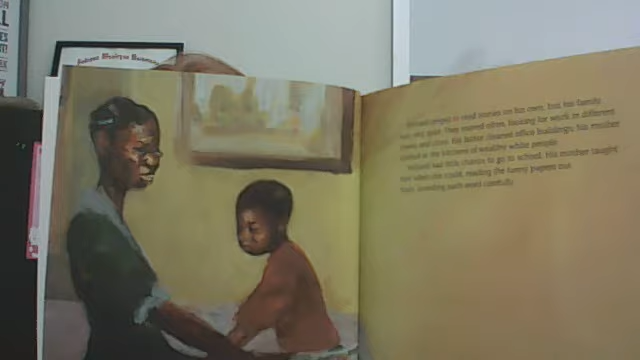 longed to read stories on his own. But his family
was very poor. They moved often, looking for work in different
towns and cities. His father cleaned office buildings; his mother
worked in the kitchens of wealthy white people.
had little chance to go to school. His mother taught
him when she could, reading the funny papers out
loud, sounding each word carefully.